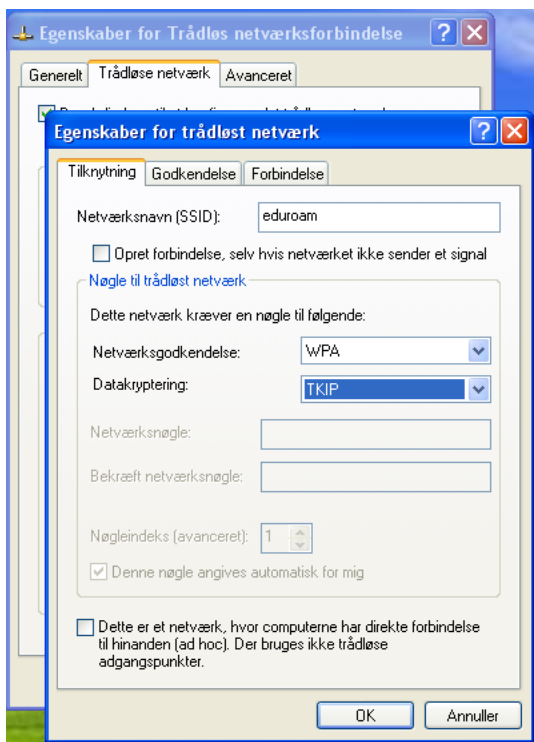 Egenskaber for Trådløs netværksforbindelse
Generelt Trådløse netværk Avanceret
Egenskaber for trådløst netværk
Tilknytning Godkendelse Forbindelse
Netværksnavn (SSID): eduroam
Opret forbindelse, selv hvis netværket ikke sender et signal
Nøgle til trådløst netværk
Dette netværk kræver en nøgle til følgende:
Netværksgodkendelse: WPA
Datakryptering: TKIP
Netværksnøgle:
Bekræft netværksnøgle:
Nøgleindeks (avanceret): 1
Denne nøgle angives automatisk for mig
Dette er et netværk, hvor computerne har direkte forbindelse
til hinanden (ad hoc). Der bruges ikke trådløse
adgangspunkter.
OK Annuller